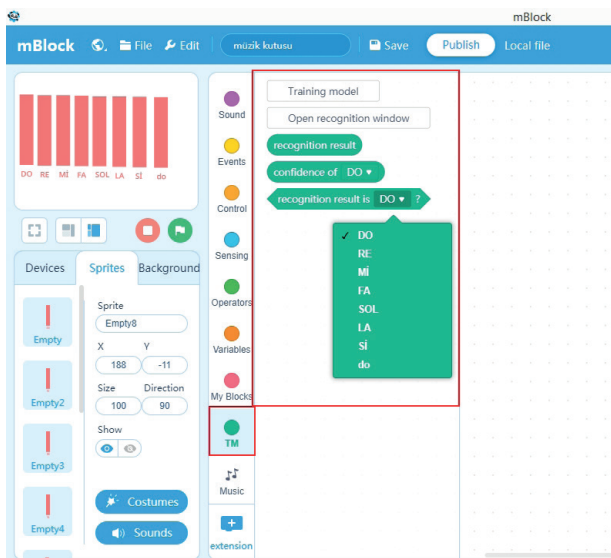 mBlock
mBlock
File
Edit
müzik kutusu
Save
Publish
Local file
DO RE Mİ FA SOL LA Sİ do
Devices
Sprites
Background
Empty
Empty2
Empty3
Empty4
Sprite
Empty8
X
Y
188
-11
Size
Direction
100
90
Show
Costumes
Sounds
Sound
Events
Control
Sensing
Operators
Variables
My Blocks
TM
Music
extension
Training model
Open recognition window
recognition result
confidence of DO
recognition result is DO ?
DO
RE
Mİ
FA
SOL
LA
Sİ
do